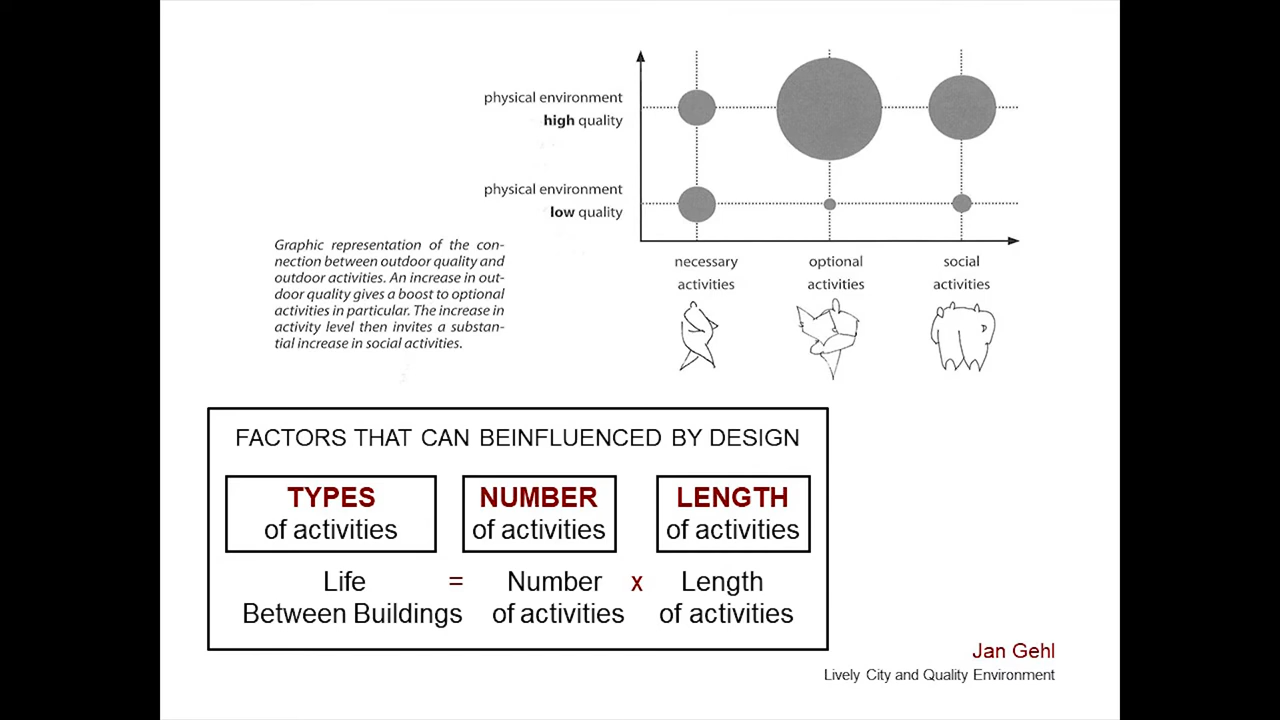 physical environment
high quality
physical environment
low quality
necessary
activities
optional
activities
social
activities
Graphic representation of the con-
nection between outdoor quality and
outdoor activities. An increase in out-
door quality gives a boost to optional
activities in particular. The increase in
activity level then invites a substan-
tial increase in social activities.
FACTORS THAT CAN BEINFLUENCED BY DESIGN
TYPES
of activities
NUMBER
of activities
LENGTH
of activities
Life = Number x Length
Between Buildings of activities of activities
Jan Gehl
Lively City and Quality Environment